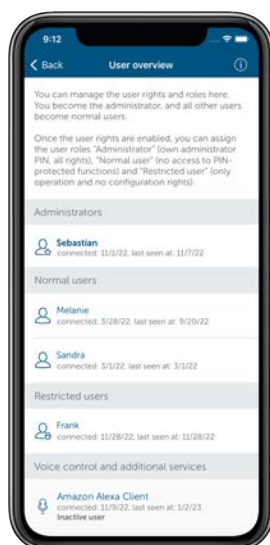 9:12
Back User overview
You can manage the user rights and roles here.
You become the administrator, and all other users
become normal users.
Once the user rights are enabled, you can assign
the user roles "Administrator" (own administrator
PIN, all rights), "Normal user" (no access to PIN-
protected functions) and "Restricted user" (only
operation and no configuration rights).
Administrators
Sebastian
connected: 11/1/22, last seen at: 11/7/22
Normal users
Melanie
connected: 3/28/22, last seen at: 9/20/22
Sandra
connected: 3/1/22, last seen at: 3/1/22
Restricted users
Frank
connected: 11/28/22, last seen at: 11/28/22
Voice control and additional services
Amazon Alexa Client
connected: 11/9/22, last seen at: 1/2/23
Inactive user